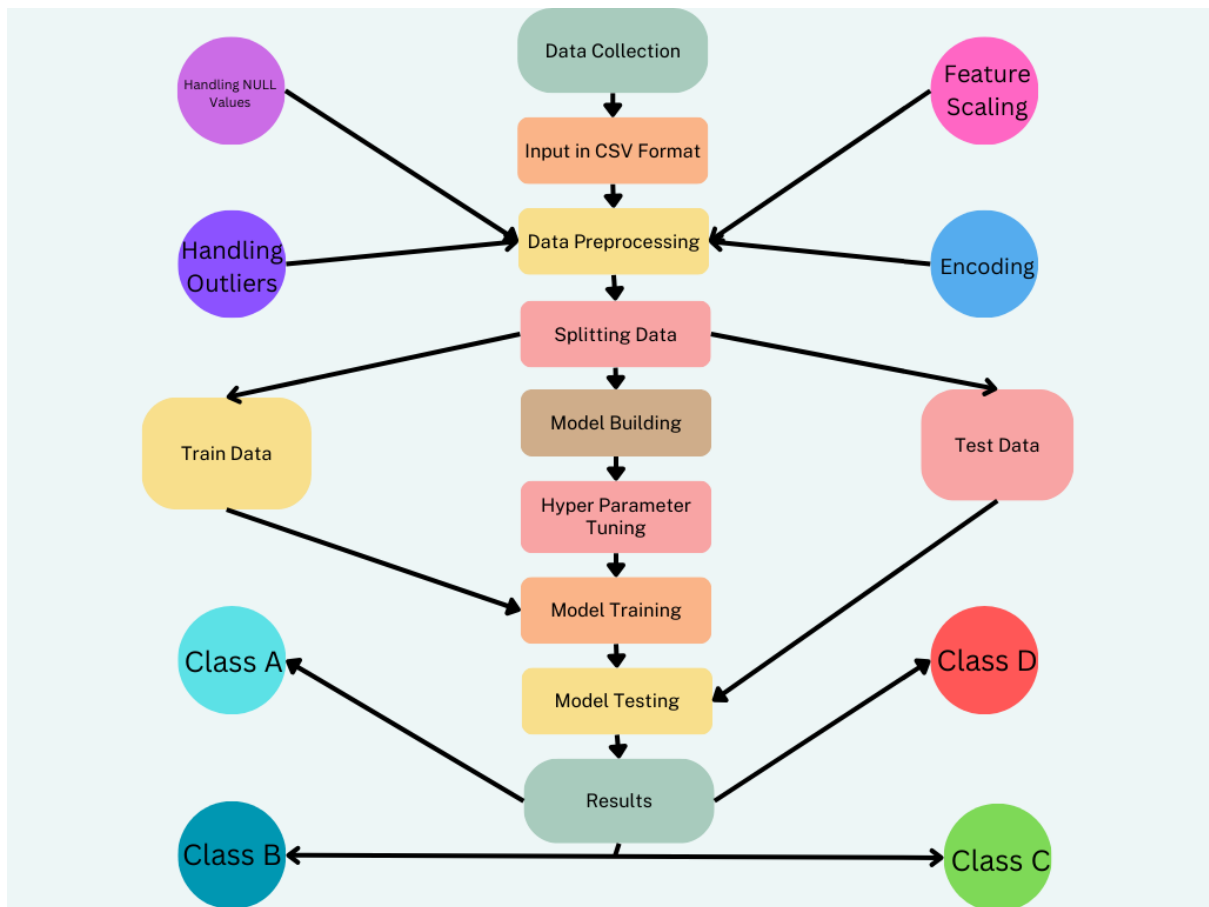 Data Collection
Handling NULL
Values
Feature
Scaling
Input in CSV Format
Data Preprocessing
Handling
Outliers
Encoding
Splitting Data
Model Building
Train Data
Test Data
Hyper Parameter
Tuning
Model Training
Class A
Class D
Model Testing
Results
Class B
Class C